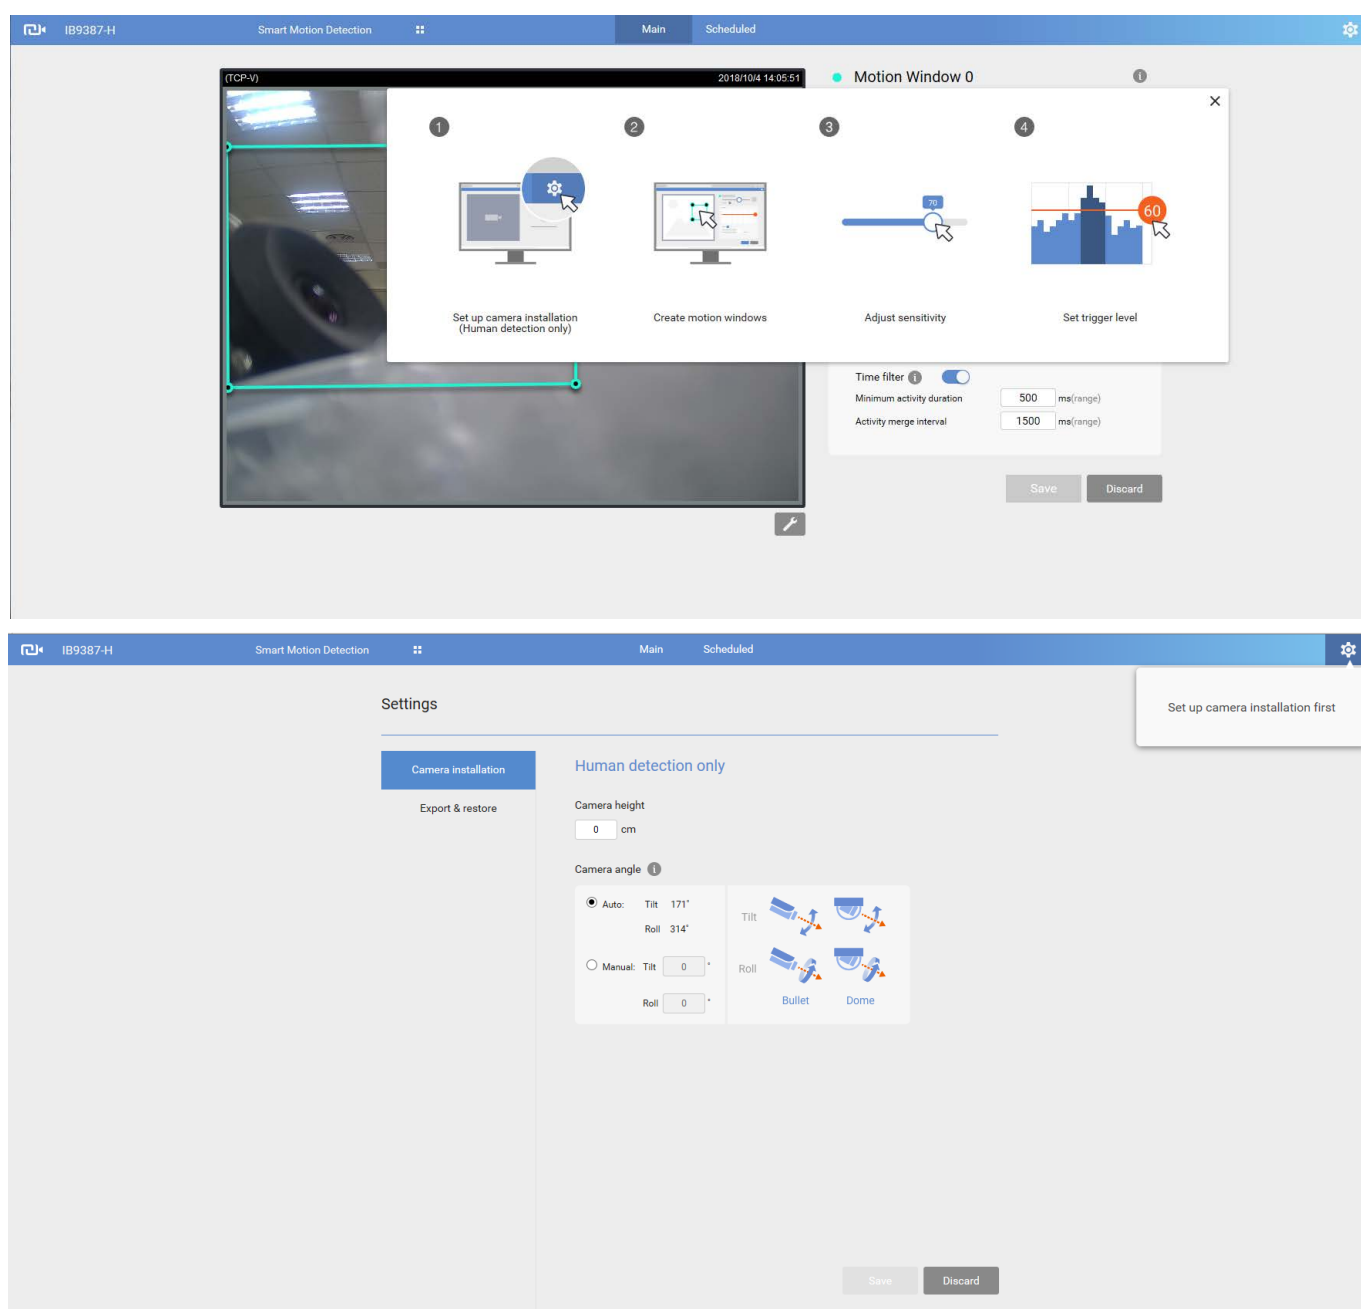 IB9387-H Smart Motion Detection Main Scheduled
(TCP-V) 2018/10/4 14:05:51
Motion Window 0
1 2 3 4
70
60
Set up camera installation
(Human detection only)
Create motion windows
Adjust sensitivity
Set trigger level
Time filter
Minimum activity duration 500 ms(range)
Activity merge interval 1500 ms(range)
Save Discard
IB9387-H Smart Motion Detection Main Scheduled
Set up camera installation first
Settings
Camera installation
Export & restore
Human detection only
Camera height
0 cm
Camera angle
Auto: Tilt 171°
Roll 314°
Manual: Tilt 0 °
Roll 0 °
Tilt
Roll
Bullet Dome
Save Discard